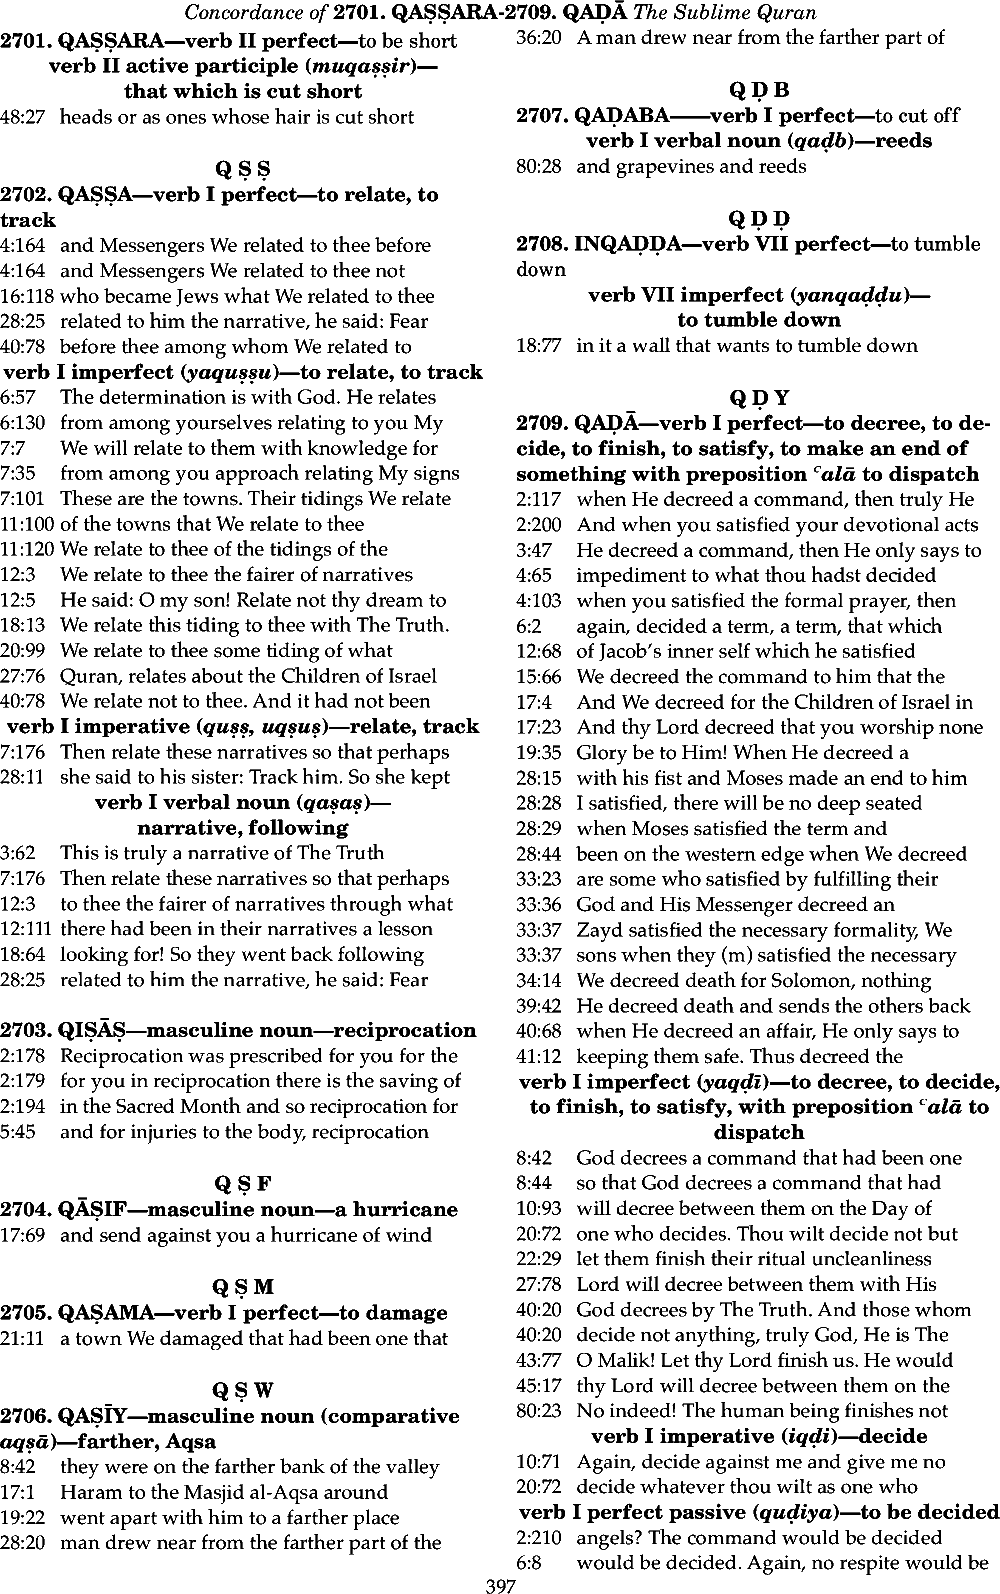 Concordance of 2701. QAṢṢARA-2709. QAḌĀ The Sublime Quran
2701. QAṢṢARA—verb II perfect—to be short
verb II active participle (muqaṣṣir)—
that which is cut short
48:27 heads or as ones whose hair is cut short
Q Ṣ Ṣ
2702. QAṢṢA—verb I perfect—to relate, to
track
4:164 and Messengers We related to thee before
4:164 and Messengers We related to thee not
16:118 who became Jews what We related to thee
28:25 related to him the narrative, he said: Fear
40:78 before thee among whom We related to
verb I imperfect (yaquṣṣu)—to relate, to track
6:57 The determination is with God. He relates
6:130 from among yourselves relating to you My
7:7 We will relate to them with knowledge for
7:35 from among you approach relating My signs
7:101 These are the towns. Their tidings We relate
11:100 of the towns that We relate to thee
11:120 We relate to thee of the tidings of the
12:3 We relate to thee the fairer of narratives
12:5 He said: O my son! Relate not thy dream to
18:13 We relate this tiding to thee with The Truth.
20:99 We relate to thee some tiding of what
27:76 Quran, relates about the Children of Israel
40:78 We relate not to thee. And it had not been
verb I imperative (quṣṣ, uqṣuṣ)—relate, track
7:176 Then relate these narratives so that perhaps
28:11 she said to his sister: Track him. So she kept
verb I verbal noun (qaṣaṣ)—
narrative, following
3:62 This is truly a narrative of The Truth
7:176 Then relate these narratives so that perhaps
12:3 to thee the fairer of narratives through what
12:111 there had been in their narratives a lesson
18:64 looking for! So they went back following
28:25 related to him the narrative, he said: Fear
2703. QIṢĀṢ—masculine noun—reciprocation
2:178 Reciprocation was prescribed for you for the
2:179 for you in reciprocation there is the saving of
2:194 in the Sacred Month and so reciprocation for
5:45 and for injuries to the body, reciprocation
Q Ṣ F
2704. QĀṢIF—masculine noun—a hurricane
17:69 and send against you a hurricane of wind
Q Ṣ M
2705. QAṢAMA—verb I perfect—to damage
21:11 a town We damaged that had been one that
Q Ṣ W
2706. QAṢĪY—masculine noun (comparative
aqṣā)—farther, Aqsa
8:42 they were on the farther bank of the valley
17:1 Haram to the Masjid al-Aqsa around
19:22 went apart with him to a farther place
28:20 man drew near from the farther part of the
36:20 A man drew near from the farther part of
Q Ḍ B
2707. QAḌABA——verb I perfect—to cut off
verb I verbal noun (qaḍb)—reeds
80:28 and grapevines and reeds
Q Ḍ Ḍ
2708. INQAḌḌA—verb VII perfect—to tumble
down
verb VII imperfect (yanqaḍḍu)—
to tumble down
18:77 in it a wall that wants to tumble down
Q Ḍ Y
2709. QAḌĀ—verb I perfect—to decree, to de-
cide, to finish, to satisfy, to make an end of
something with preposition ᶜalā to dispatch
2:117 when He decreed a command, then truly He
2:200 And when you satisfied your devotional acts
3:47 He decreed a command, then He only says to
4:65 impediment to what thou hadst decided
4:103 when you satisfied the formal prayer, then
6:2 again, decided a term, a term, that which
12:68 of Jacob’s inner self which he satisfied
15:66 We decreed the command to him that the
17:4 And We decreed for the Children of Israel in
17:23 And thy Lord decreed that you worship none
19:35 Glory be to Him! When He decreed a
28:15 with his fist and Moses made an end to him
28:28 I satisfied, there will be no deep seated
28:29 when Moses satisfied the term and
28:44 been on the western edge when We decreed
33:23 are some who satisfied by fulfilling their
33:36 God and His Messenger decreed an
33:37 Zayd satisfied the necessary formality, We
33:37 sons when they (m) satisfied the necessary
34:14 We decreed death for Solomon, nothing
39:42 He decreed death and sends the others back
40:68 when He decreed an affair, He only says to
41:12 keeping them safe. Thus decreed the
verb I imperfect (yaqḍī)—to decree, to decide,
to finish, to satisfy, with preposition ᶜalā to
dispatch
8:42 God decrees a command that had been one
8:44 so that God decrees a command that had
10:93 will decree between them on the Day of
20:72 one who decides. Thou wilt decide not but
22:29 let them finish their ritual uncleanliness
27:78 Lord will decree between them with His
40:20 God decrees by The Truth. And those whom
40:20 decide not anything, truly God, He is The
43:77 O Malik! Let thy Lord finish us. He would
45:17 thy Lord will decree between them on the
80:23 No indeed! The human being finishes not
verb I imperative (iqḍi)—decide
10:71 Again, decide against me and give me no
20:72 decide whatever thou wilt as one who
verb I perfect passive (quḍiya)—to be decided
2:210 angels? The command would be decided
6:8 would be decided. Again, no respite would be
397